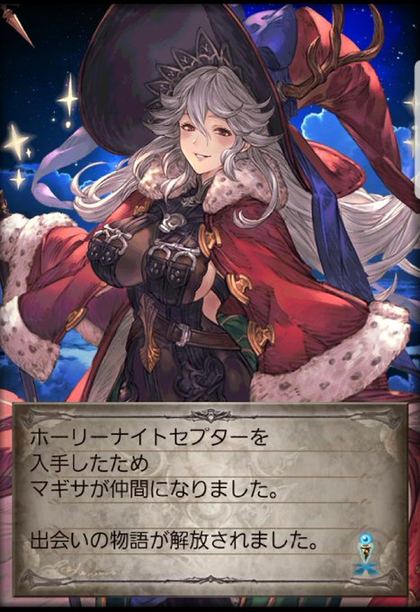 ホーリーナイトセプターを
入手したため
マギサが仲間になりました。
出会いの物語が解放されました。